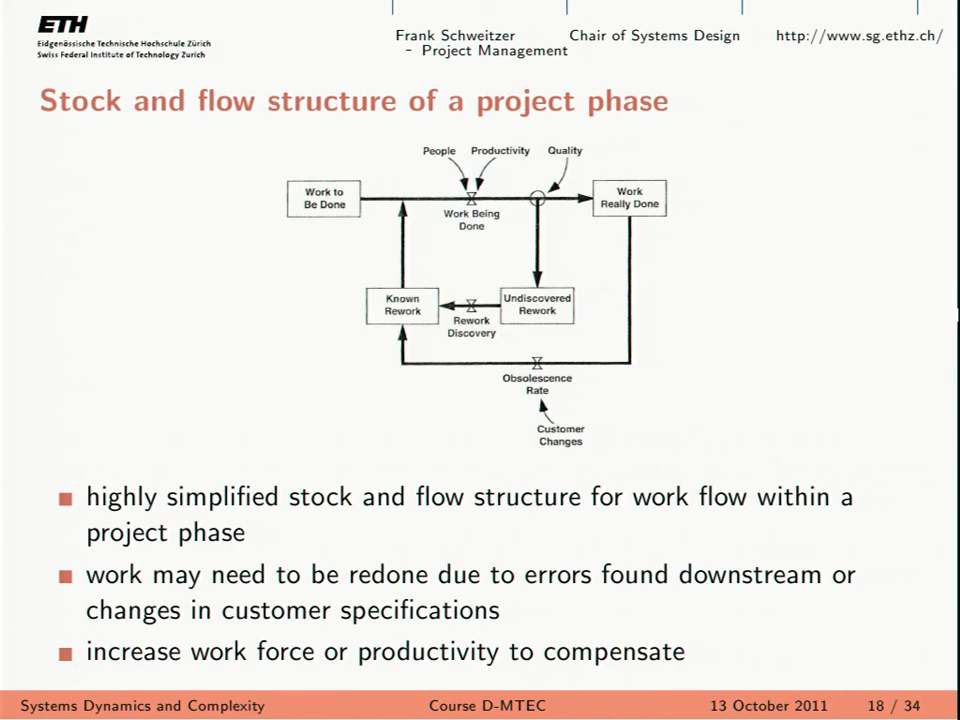 ETH
Eidgenössische Technische Hochschule Zürich
Swiss Federal Institute of Technology Zurich
Frank Schweitzer
- Project Management
Chair of Systems Design
http://www.sg.ethz.ch/
Stock and flow structure of a project phase
People
Productivity
Quality
Work to
Be Done
Work Being
Done
Work
Really Done
Known
Rework
Rework
Discovery
Undiscovered
Rework
Obsolescence
Rate
Customer
Changes
highly simplified stock and flow structure for work flow within a
project phase
work may need to be redone due to errors found downstream or
changes in customer specifications
increase work force or productivity to compensate
Systems Dynamics and Complexity
Course D-MTEC
13 October 2011
18 / 34